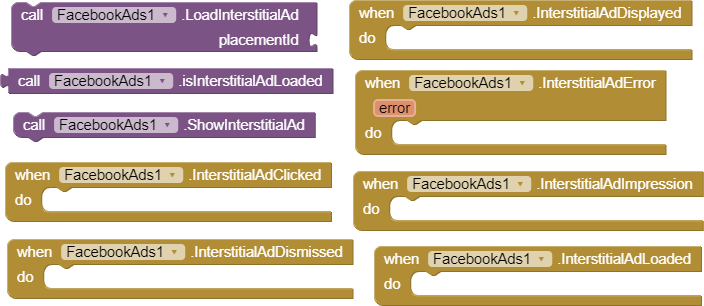 call FacebookAds1 .LoadInterstitialAd
placementId
call FacebookAds1 .isInterstitialAdLoaded
call FacebookAds1 .ShowInterstitialAd
when FacebookAds1 .InterstitialAdClicked
do
when FacebookAds1 .InterstitialAdDismissed
do
when FacebookAds1 .InterstitialAdDisplayed
do
when FacebookAds1 .InterstitialAdError
error
do
when FacebookAds1 .InterstitialAdImpression
do
when FacebookAds1 .InterstitialAdLoaded
do